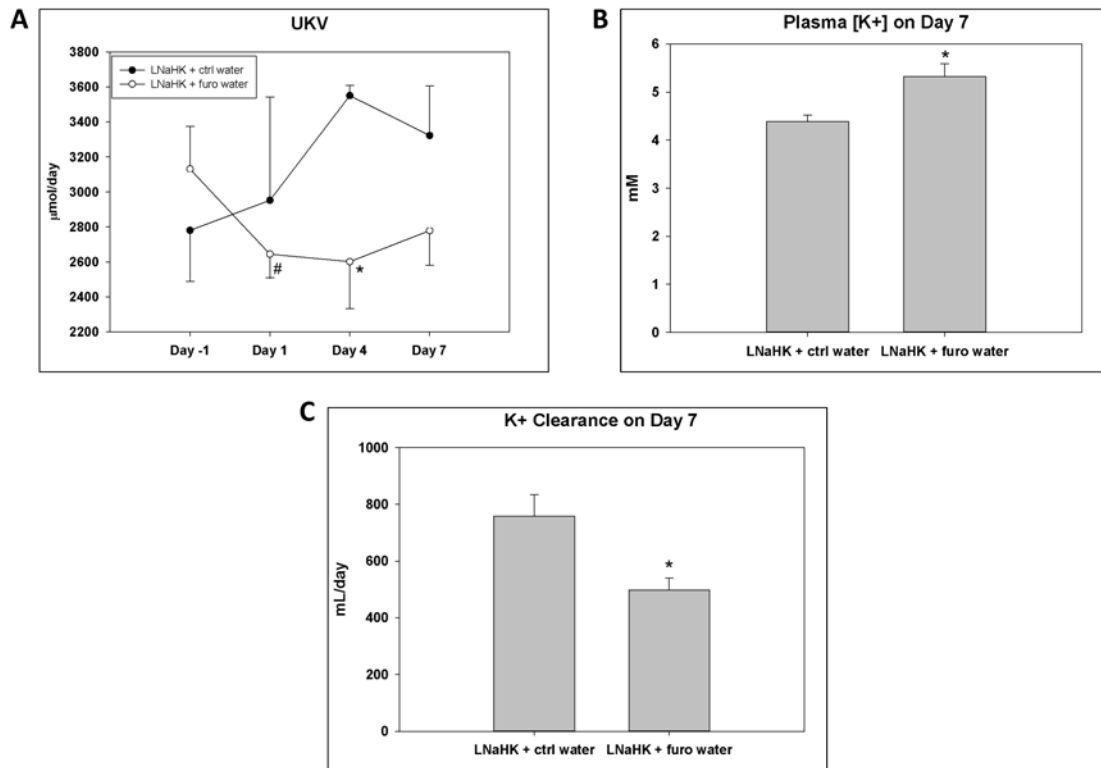 A
UKV
3800
3600
3400
3200
3000
2800
2600
2400
2200
μmol/day
LNaHK + ctrl water
LNaHK + furo water
#
*
Day -1 Day 1 Day 4 Day 7
B
Plasma [K+] on Day 7
6
5
4
3
2
1
0
mM
*
LNaHK + ctrl water LNaHK + furo water
C
K+ Clearance on Day 7
1000
800
600
400
200
0
mL/day
*
LNaHK + ctrl water LNaHK + furo water